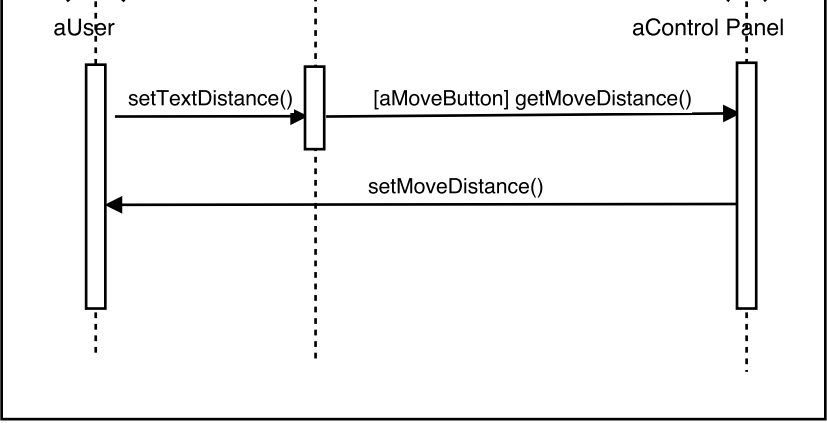 aUser
aControl Panel
setTextDistance()
[aMoveButton] getMoveDistance()
setMoveDistance()